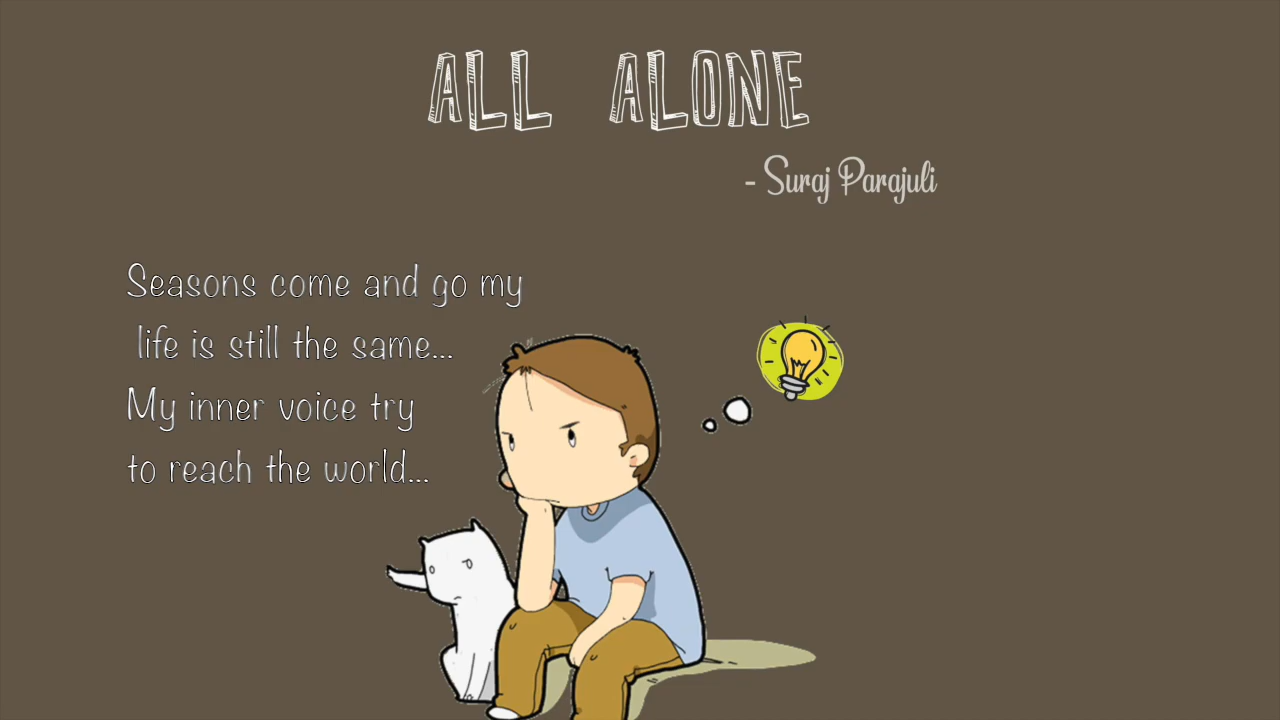 ALL ALONE
- Suraj Parajuli
Seasons come and go my
life is still the same...
My inner voice try
to reach the world...